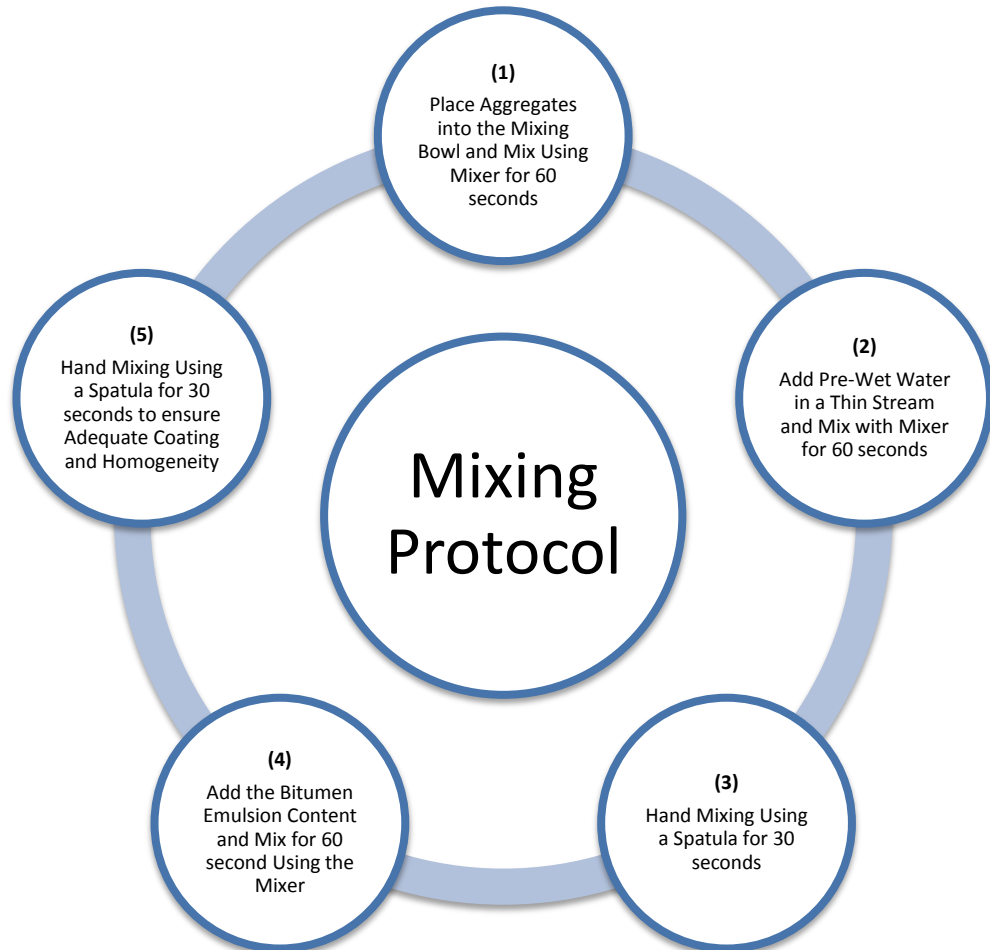 (1)
Place Aggregates
into the Mixing
Bowl and Mix Using
Mixer for 60
seconds
(2)
Add Pre-Wet Water
in a Thin Stream
and Mix with Mixer
for 60 seconds
(3)
Hand Mixing Using
a Spatula for 30
seconds
(4)
Add the Bitumen
Emulsion Content
and Mix for 60
second Using the
Mixer
(5)
Hand Mixing Using
a Spatula for 30
seconds to ensure
Adequate Coating
and Homogeneity
Mixing
Protocol